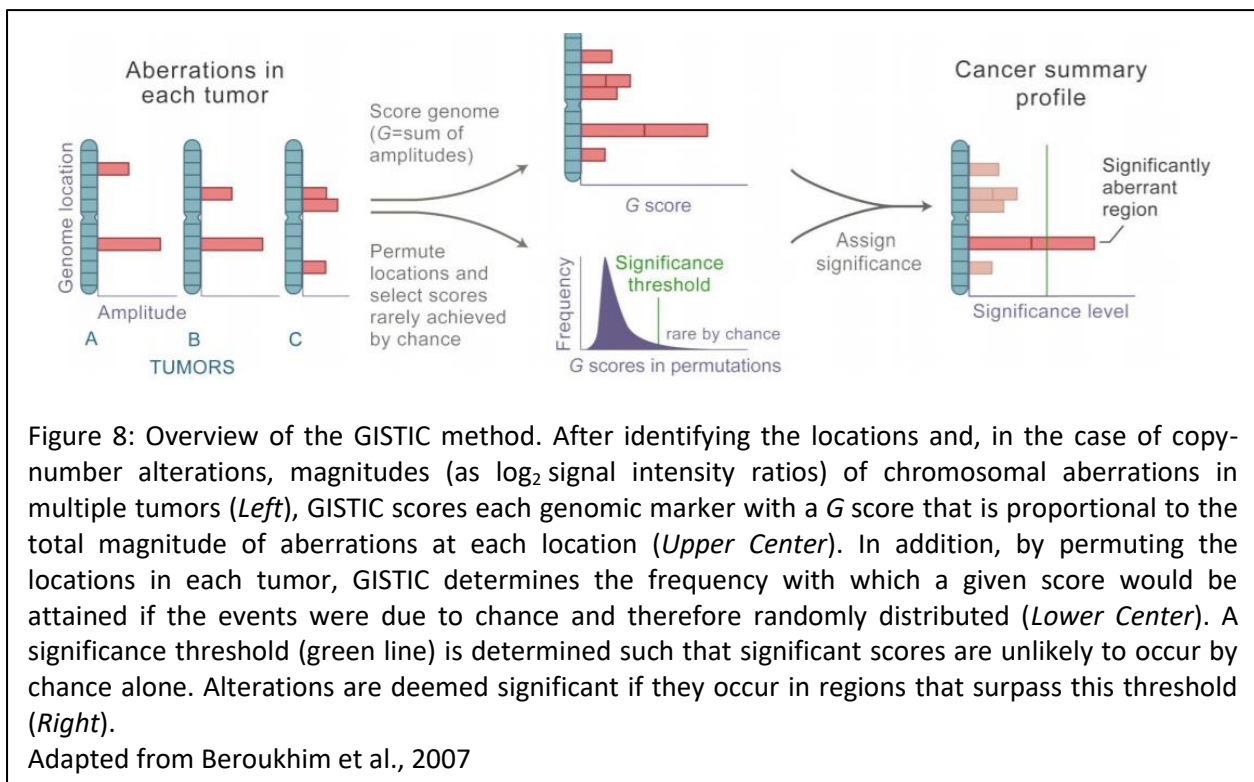 Aberrations in
each tumor
Genome location
Amplitude
A
B
C
TUMORS
Score genome
(G=sum of
amplitudes)
Permute
locations and
select scores
rarely achieved
by chance
G score
Significance
threshold
Frequency
rare by chance
G scores in permutations
Assign
significance
Cancer summary
profile
Significantly
aberrant
region
Significance level
Figure 8: Overview of the GISTIC method. After identifying the locations and, in the case of copy-
number alterations, magnitudes (as log₂ signal intensity ratios) of chromosomal aberrations in
multiple tumors (Left), GISTIC scores each genomic marker with a G score that is proportional to the
total magnitude of aberrations at each location (Upper Center). In addition, by permuting the
locations in each tumor, GISTIC determines the frequency with which a given score would be
attained if the events were due to chance and therefore randomly distributed (Lower Center). A
significance threshold (green line) is determined such that significant scores are unlikely to occur by
chance alone. Alterations are deemed significant if they occur in regions that surpass this threshold
(Right).
Adapted from Beroukhim et al., 2007